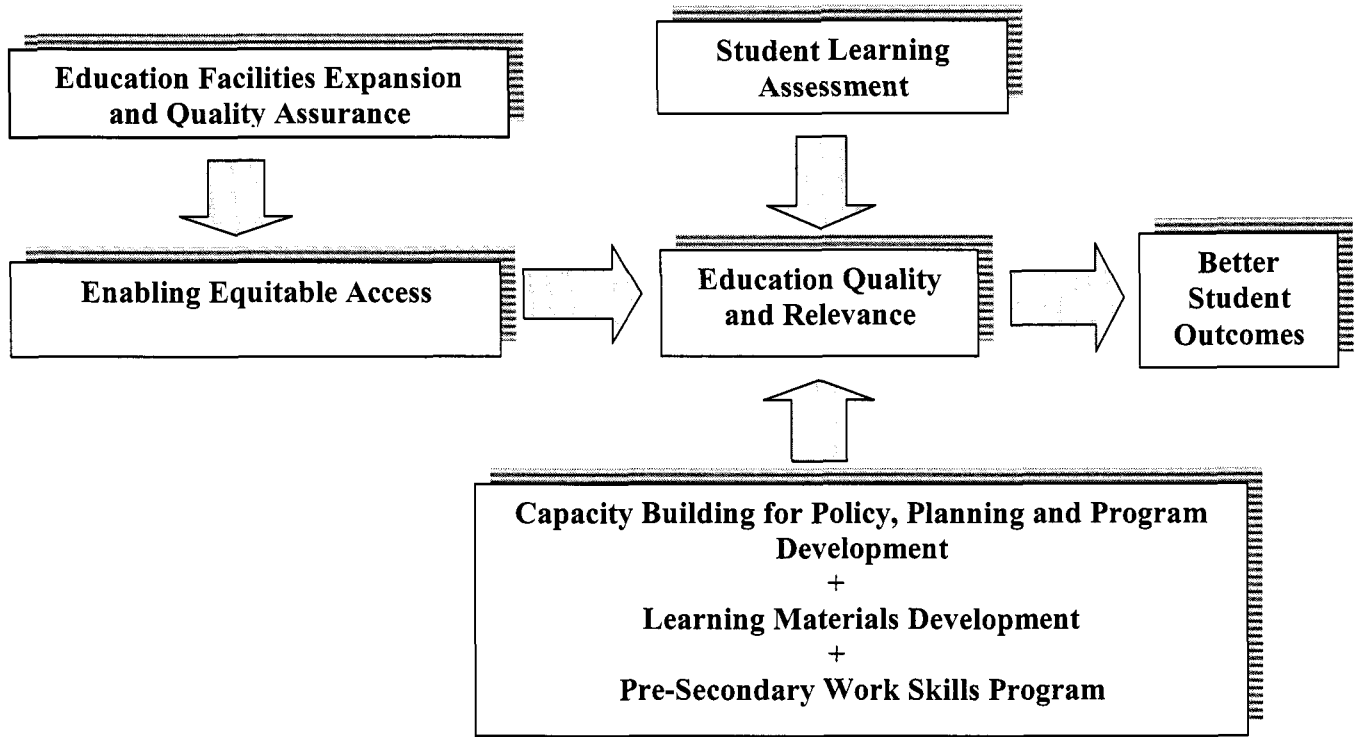 Education Facilities Expansion
and Quality Assurance
Student Learning
Assessment
Enabling Equitable Access
Education Quality
and Relevance
Better
Student
Outcomes
Capacity Building for Policy, Planning and Program
Development
+
Learning Materials Development
+
Pre-Secondary Work Skills Program